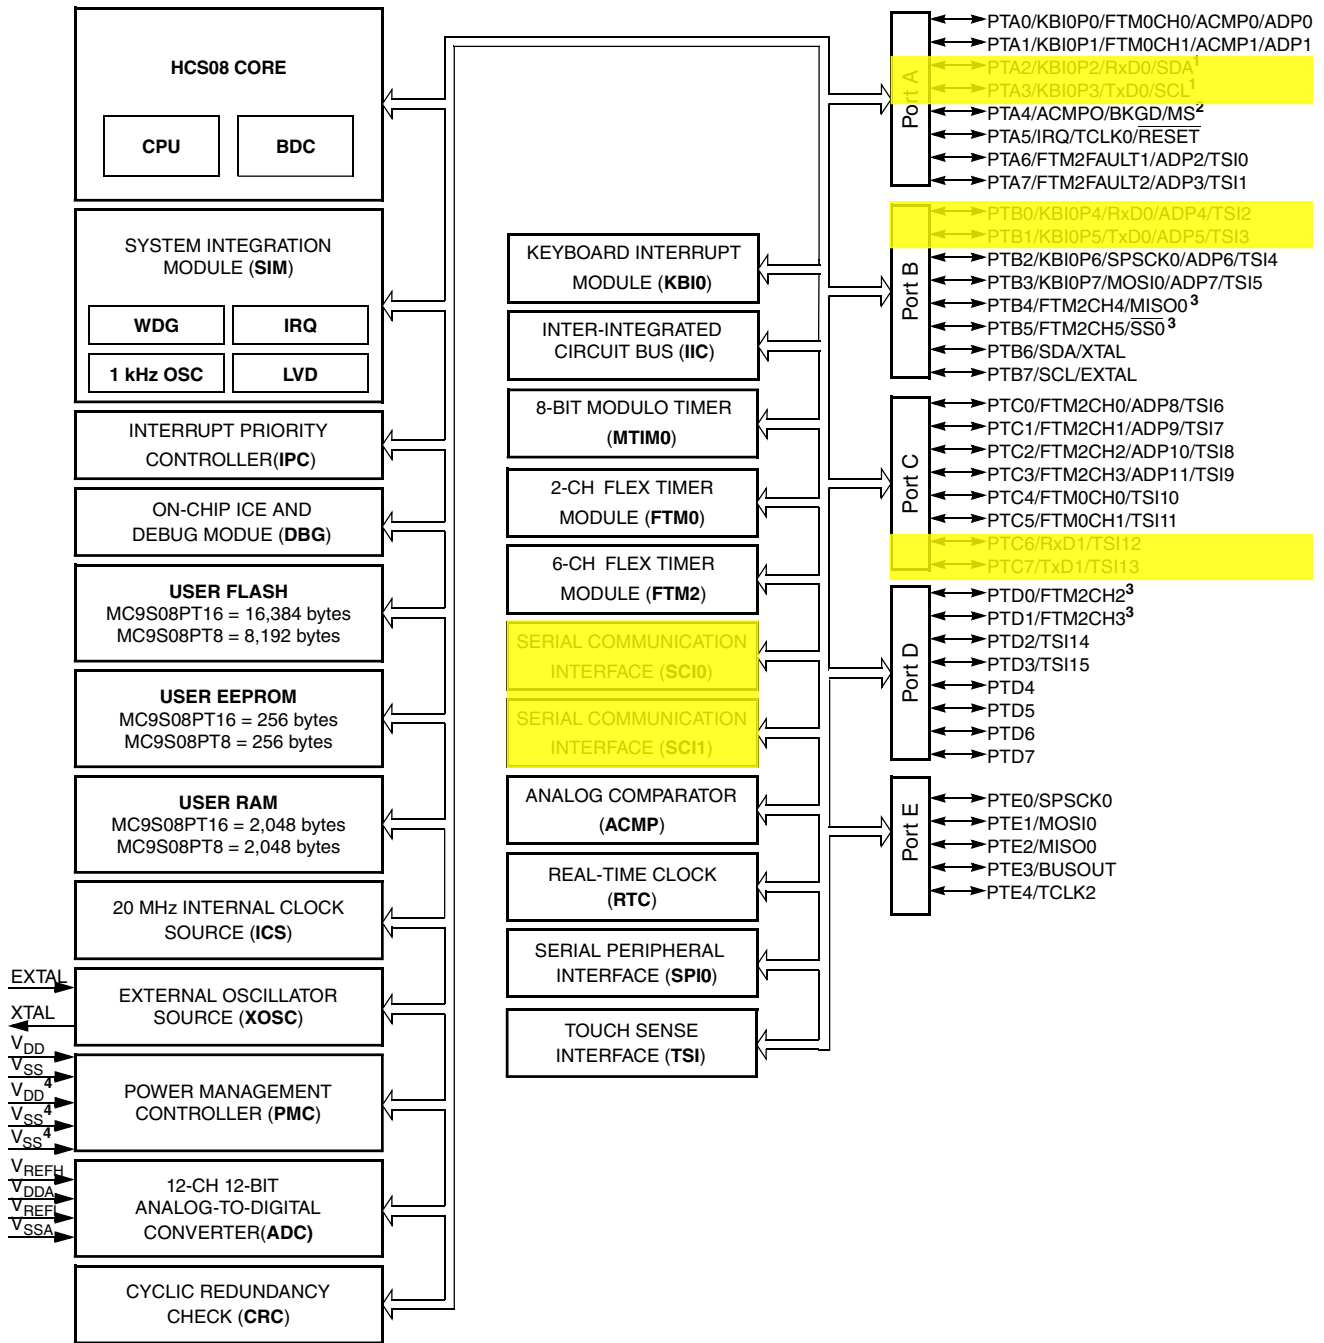 HCS08 CORE
CPU
BDC
SYSTEM INTEGRATION
MODULE (SIM)
WDG
IRQ
1 kHz OSC
LVD
INTERRUPT PRIORITY
CONTROLLER(IPC)
ON-CHIP ICE AND
DEBUG MODUE (DBG)
USER FLASH
MC9S08PT16 = 16,384 bytes
MC9S08PT8 = 8,192 bytes
USER EEPROM
MC9S08PT16 = 256 bytes
MC9S08PT8 = 256 bytes
USER RAM
MC9S08PT16 = 2,048 bytes
MC9S08PT8 = 2,048 bytes
20 MHz INTERNAL CLOCK
SOURCE (ICS)
EXTAL
XTAL
EXTERNAL OSCILLATOR
SOURCE (XOSC)
VDD
VSS
VDD4
VSS4
VSS4
POWER MANAGEMENT
CONTROLLER (PMC)
VREFH
VDDA
VREFL
VSSA
12-CH 12-BIT
ANALOG-TO-DIGITAL
CONVERTER(ADC)
CYCLIC REDUNDANCY
CHECK (CRC)
KEYBOARD INTERRUPT
MODULE (KBI0)
INTER-INTEGRATED
CIRCUIT BUS (IIC)
8-BIT MODULO TIMER
(MTIM0)
2-CH FLEX TIMER
MODULE (FTM0)
6-CH FLEX TIMER
MODULE (FTM2)
SERIAL COMMUNICATION
INTERFACE (SCI0)
SERIAL COMMUNICATION
INTERFACE (SCI1)
ANALOG COMPARATOR
(ACMP)
REAL-TIME CLOCK
(RTC)
SERIAL PERIPHERAL
INTERFACE (SPI0)
TOUCH SENSE
INTERFACE (TSI)
Port A
PTA0/KBI0P0/FTM0CH0/ACMP0/ADP0
PTA1/KBI0P1/FTM0CH1/ACMP1/ADP1
PTA2/KBI0P2/RxD0/SDA1
PTA3/KBI0P3/TxD0/SCL1
PTA4/ACMPO/BKGD/MS2
PTA5/IRQ/TCLK0/RESET
PTA6/FTM2FAULT1/ADP2/TSI0
PTA7/FTM2FAULT2/ADP3/TSI1
Port B
PTB0/KBI0P4/RxD0/ADP4/TSI2
PTB1/KBI0P5/TxD0/ADP5/TSI3
PTB2/KBI0P6/SPSCK0/ADP6/TSI4
PTB3/KBI0P7/MOSI0/ADP7/TSI5
PTB4/FTM2CH4/MISO0 3
PTB5/FTM2CH5/SS0 3
PTB6/SDA/XTAL
PTB7/SCL/EXTAL
Port C
PTC0/FTM2CH0/ADP8/TSI6
PTC1/FTM2CH1/ADP9/TSI7
PTC2/FTM2CH2/ADP10/TSI8
PTC3/FTM2CH3/ADP11/TSI9
PTC4/FTM0CH0/TSI10
PTC5/FTM0CH1/TSI11
PTC6/RxD1/TSI12
PTC7/TxD1/TSI13
Port D
PTD0/FTM2CH23
PTD1/FTM2CH33
PTD2/TSI14
PTD3/TSI15
PTD4
PTD5
PTD6
PTD7
Port E
PTE0/SPSCK0
PTE1/MOSI0
PTE2/MISO0
PTE3/BUSOUT
PTE4/TCLK2